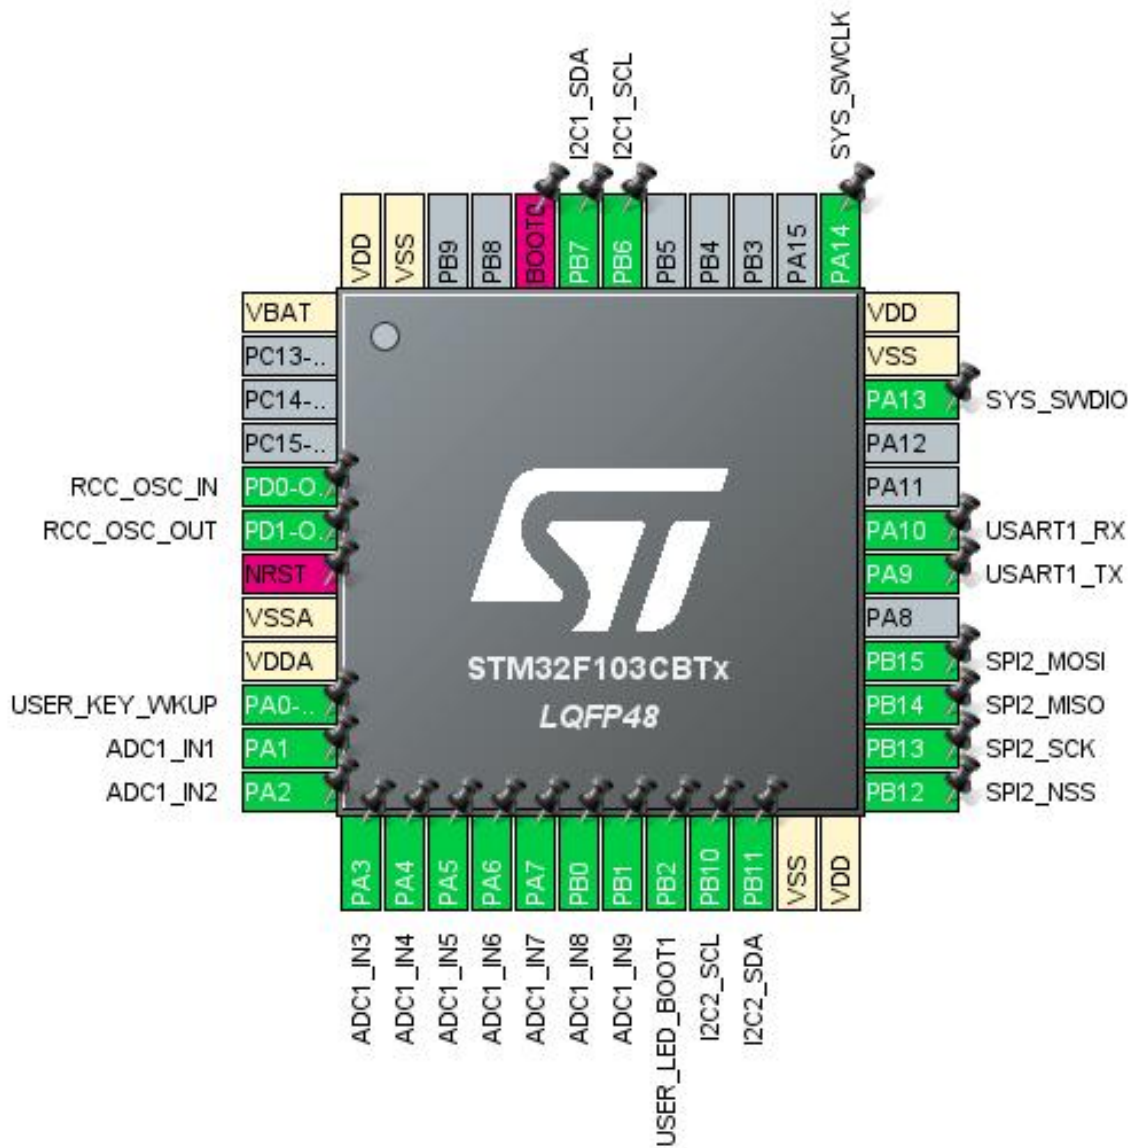 I2C1_SDA
I2C1_SCL
SYS_SWCLK
VDD
VSS
PB9
PB8
BOOT0
PB7
PB6
PB5
PB4
PB3
PA15
PA14
VBAT
PC13-..
PC14-..
PC15-..
RCC_OSC_IN PD0-O.
RCC_OSC_OUT PD1-O.
NRST
VSSA
VDDA
USER_KEY_WKUP PA0-..
ADC1_IN1 PA1
ADC1_IN2 PA2
ST
STM32F103CBTx
LQFP48
VDD
VSS
PA13 SYS_SWDIO
PA12
PA11
PA10 USART1_RX
PA9 USART1_TX
PA8
PB15 SPI2_MOSI
PB14 SPI2_MISO
PB13 SPI2_SCK
PB12 SPI2_NSS
PA3
PA4
PA5
PA6
PA7
PB0
PB1
PB2
PB10
PB11
VSS
VDD
ADC1_IN3
ADC1_IN4
ADC1_IN5
ADC1_IN6
ADC1_IN7
ADC1_IN8
ADC1_IN9
USER_LED_BOOT1
I2C2_SCL
I2C2_SDA